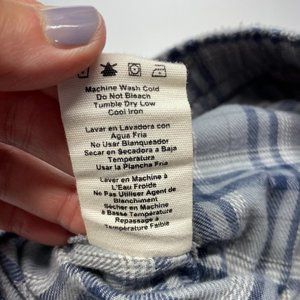 Machine Wash Cold
Do Not Bleach
Tumble Dry Low
Cool Iron
Lavar en Lavadora con
Agua Fria
No Usar Blanqueador
Secar en Secadora a Baja
Temperatura
Usar la Plancha Fria
Laver en Machine à
L'Eau Froide
Ne Pas Utiliser Agent de
Blanchiment
Sécher en Machine
à Basse Température
Repassage à
Température Faible